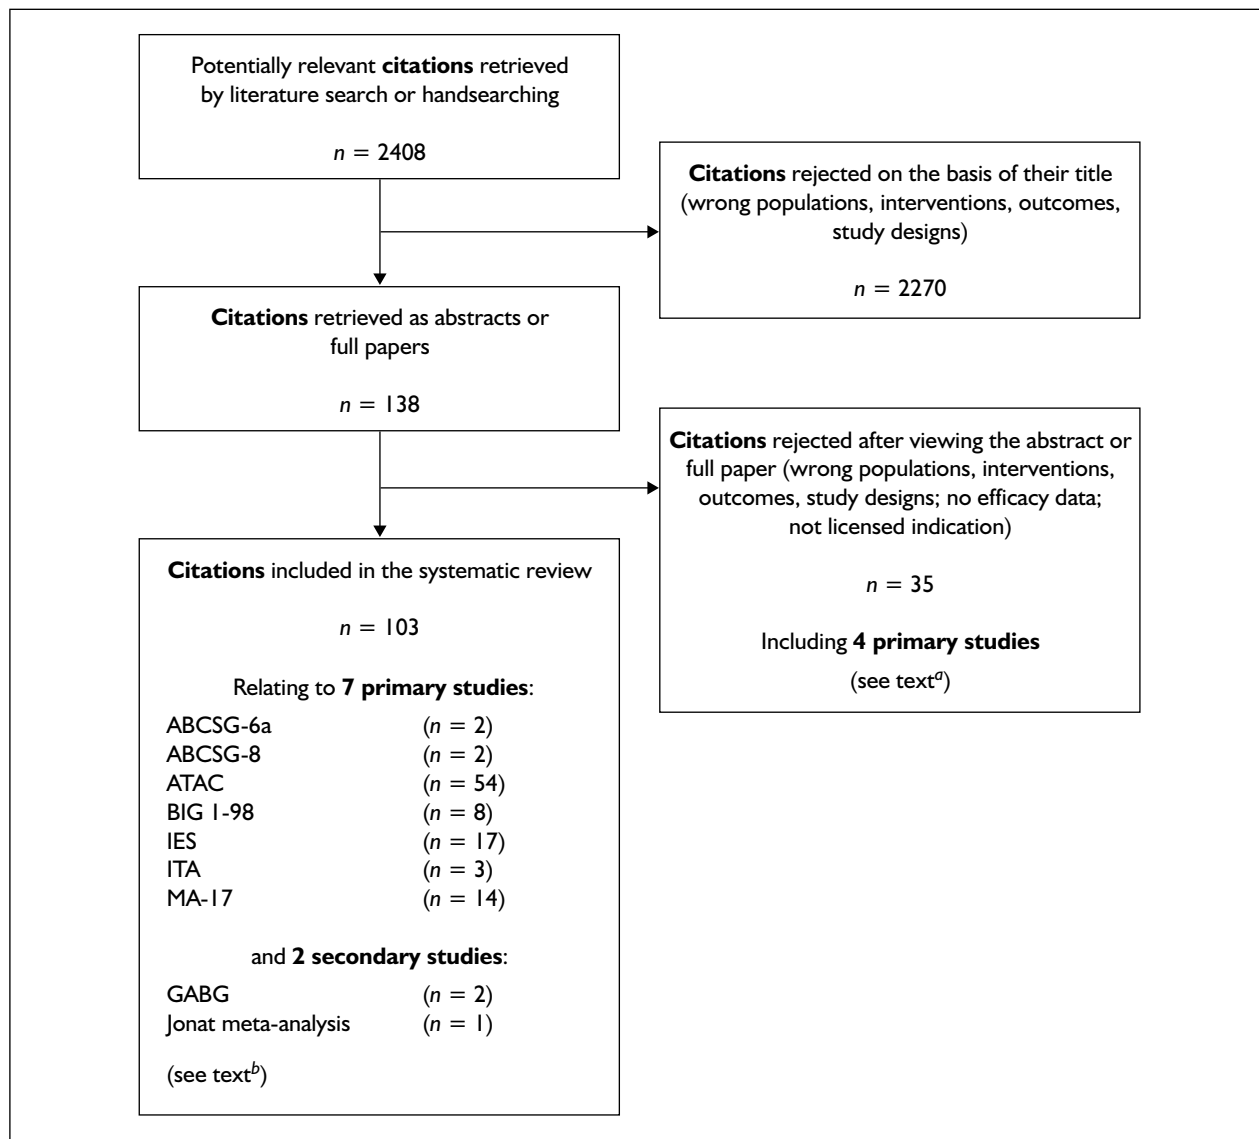 Potentially relevant citations retrieved
by literature search or handsearching
n = 2408
Citations rejected on the basis of their title
(wrong populations, interventions, outcomes,
study designs)
n = 2270
Citations retrieved as abstracts or
full papers
n = 138
Citations rejected after viewing the abstract or
full paper (wrong populations, interventions,
outcomes, study designs; no efficacy data;
not licensed indication)
n = 35
Including 4 primary studies
(see textᵃ)
Citations included in the systematic review
n = 103
Relating to 7 primary studies:
ABCSG-6a (n = 2)
ABCSG-8 (n = 2)
ATAC (n = 54)
BIG 1-98 (n = 8)
IES (n = 17)
ITA (n = 3)
MA-17 (n = 14)
and 2 secondary studies:
GABG (n = 2)
Jonat meta-analysis (n = 1)
(see textᵇ)